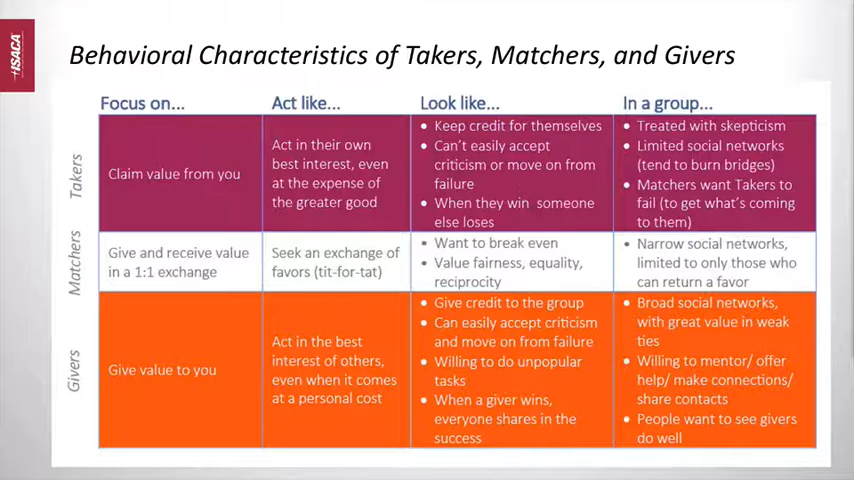 ISACA
Behavioral Characteristics of Takers, Matchers, and Givers
Focus on...
Act like...
Look like...
In a group...
Takers
Claim value from you
Act in their own
best interest, even
at the expense of
the greater good
• Keep credit for themselves
• Can't easily accept
criticism or move on from
failure
• When they win someone
else loses
• Treated with skepticism
• Limited social networks
(tend to burn bridges)
• Matchers want Takers to
fail (to get what's coming
to them)
Matchers
Give and receive value
in a 1:1 exchange
Seek an exchange of
favors (tit-for-tat)
• Want to break even
• Value fairness, equality,
reciprocity
• Narrow social networks,
limited to only those who
can return a favor
Givers
Give value to you
Act in the best
interest of others,
even when it comes
at a personal cost
• Give credit to the group
• Can easily accept criticism
and move on from failure
• Willing to do unpopular
tasks
• When a giver wins,
everyone shares in the
success
• Broad social networks,
with great value in weak
ties
• Willing to mentor/ offer
help/ make connections/
share contacts
• People want to see givers
do well